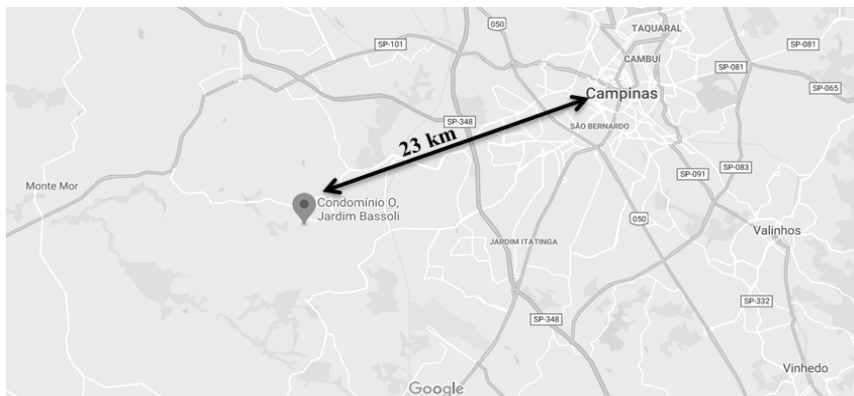 050
TAQUARAL
SP-101
SP-081
SP-081
CAMBUÍ
SP-065
Campinas
SP-348
SÃO BERNARDO
23 km
SP-083
SP-091
Monte Mor
Condomínio O,
Jardim Bassoli
050
Valinhos
JARDIM ITATINGA
SP-332
SP-348
Vinhedo
Google